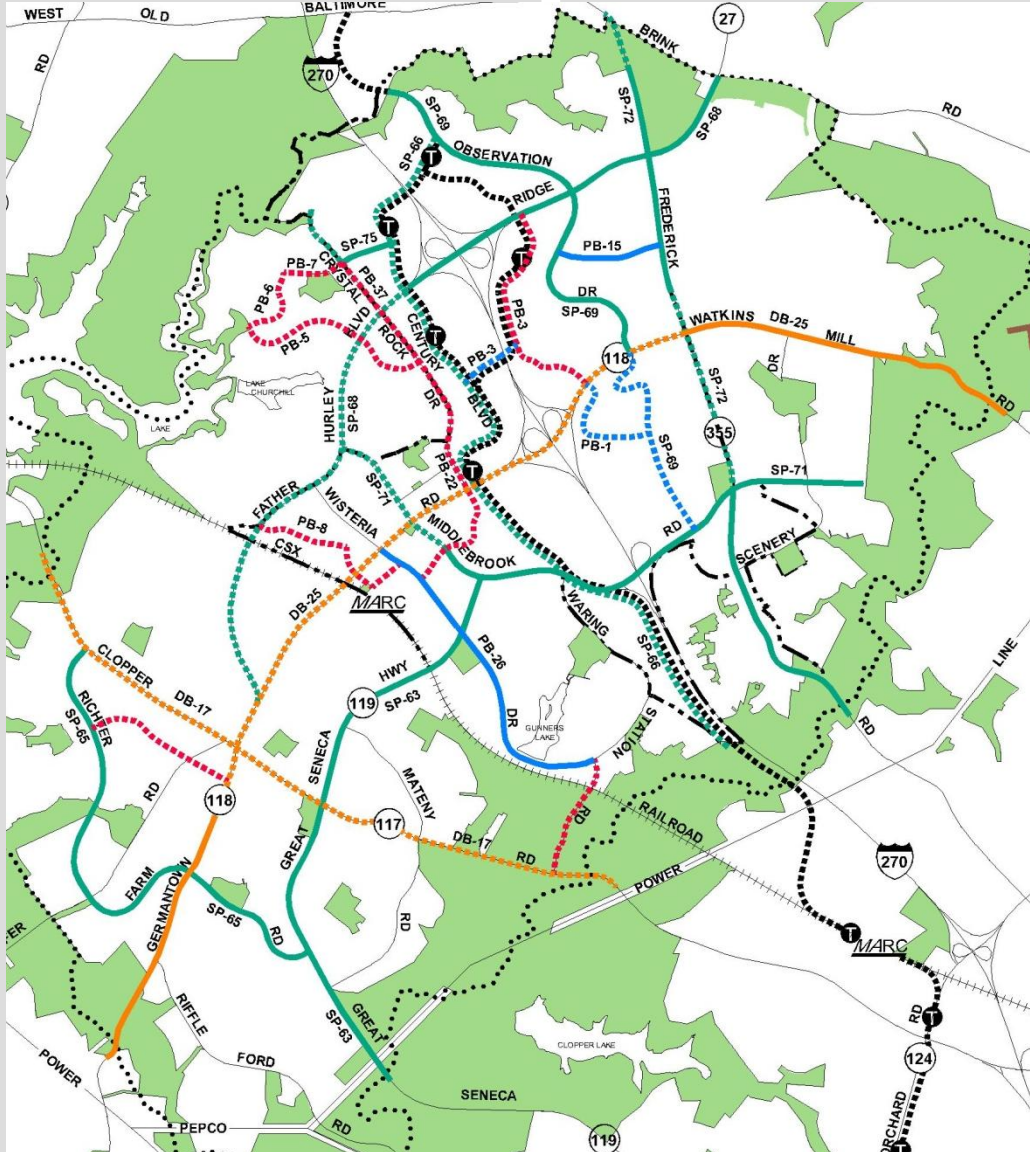 WEST OLD BALTIMORE
RD
27
BRINK
RD
270
SP-69
SP-72
SP-68
SP-66
T
OBSERVATION
RIDGE
FREDERICK
T
SP-75
PB-15
T
PB-7
CRYSTAL
PB-37
PB-6
BLVD
ROCK
CENTURY
PB-3
DR
SP-69
PB-5
T
WATKINS
DB-25
MILL
RD
118
DR
PB-3
BLVD
DR
SP-72
LAKE
CHURCHILL
LAKE
HURLEY
SP-68
355
PB-1
SP-69
PB-22
T
SP-71
SP-71
FATHER
WISTERIA
RD
MIDDLEBROOK
RD
PB-8
CSX
SCENERY
DB-25
MARC
WARING
SP-66
PB-26
LINE
CLOPPER
DB-17
HWY
SP-63
119
DR
STATION
GUNNERS
LAKE
RD
RICHTER
SP-65
SENECA
MATENY
RD
118
117
RD
RAILROAD
GREAT
DB-17
RD
270
POWER
FARM
GERMANTOWN
SP-65
RD
RD
T
MARC
RIFFLE
GREAT
SP-63
RD
T
POWER
FORD
CLOPPER LAKE
124
SENECA
PEPCO
RD
119
ORCHARD
T